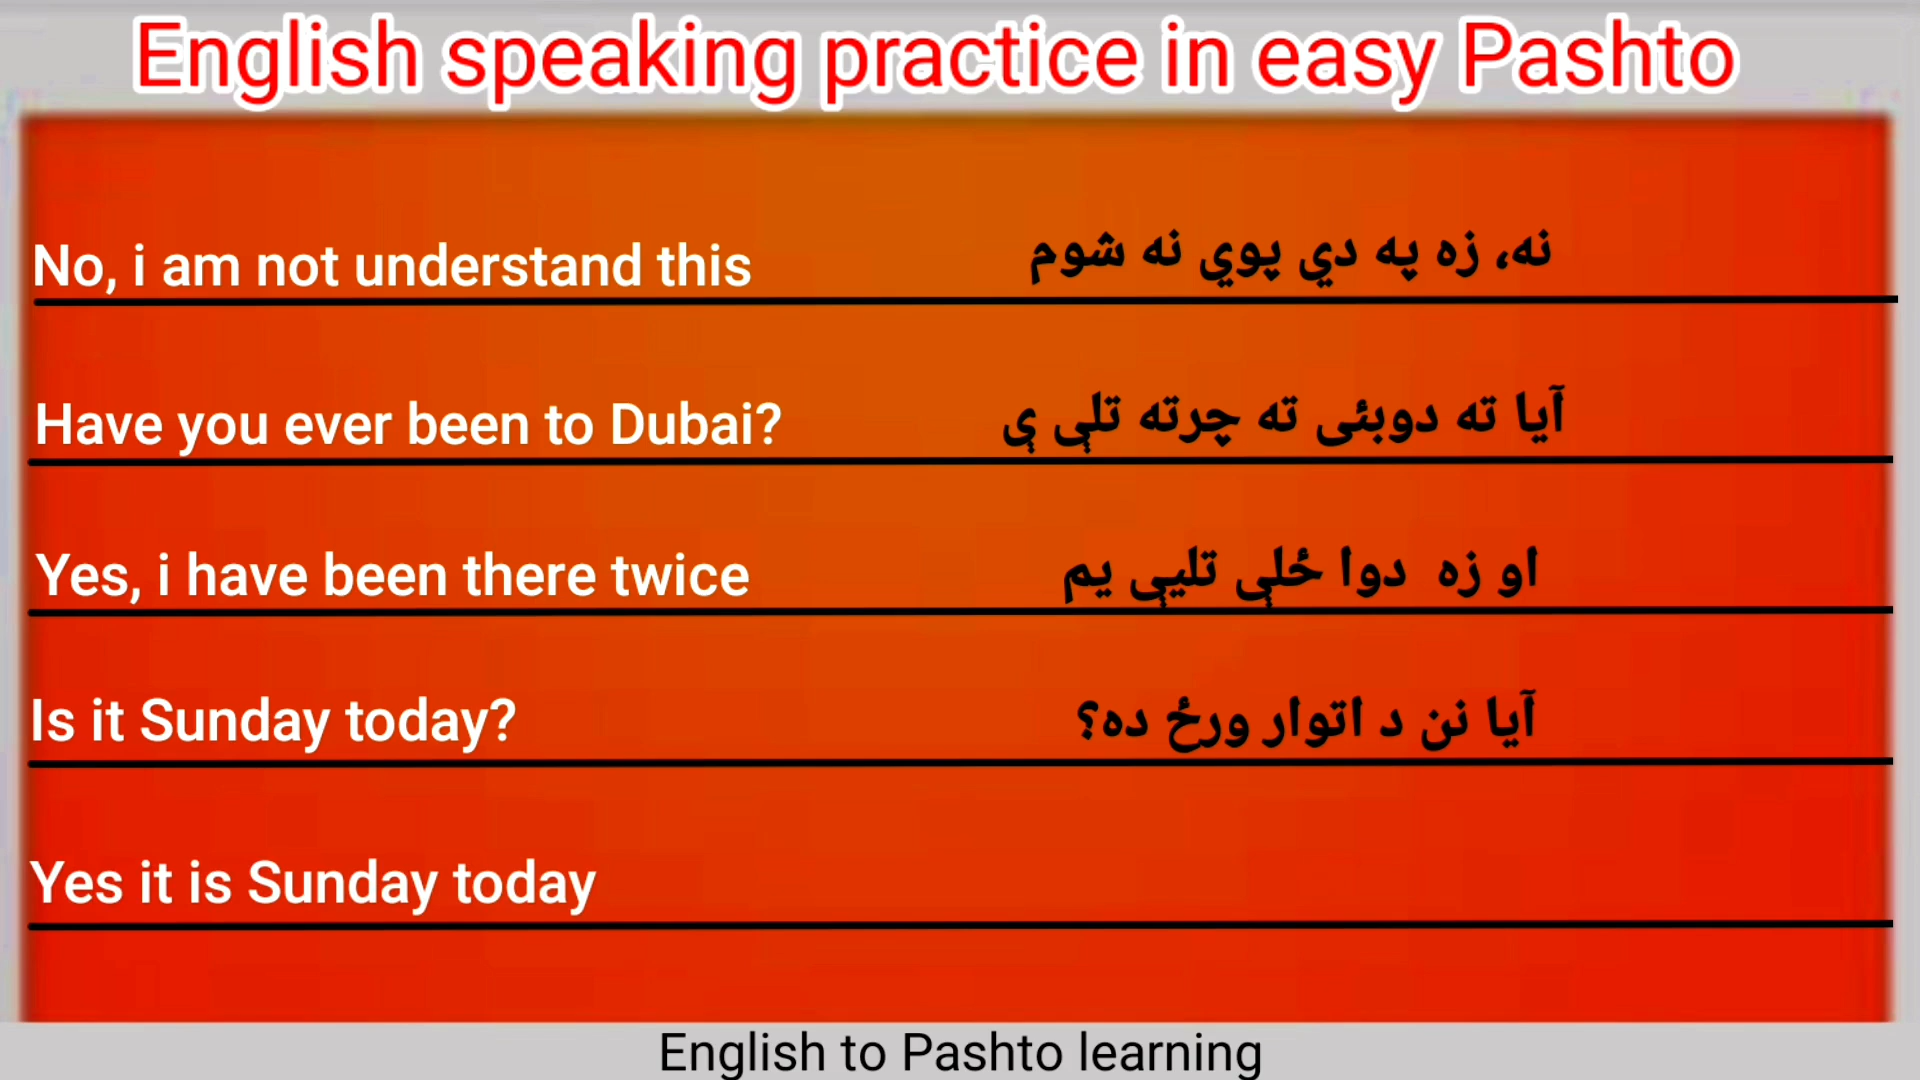 English speaking practice in easy Pashto
No, i am not understand this
نه، زه په دي پوي نه شوم
Have you ever been to Dubai?
آيا ته دوبئی ته چرته تلې ې
Yes, i have been there twice
او زه دوا ځلې تليې يم
Is it Sunday today?
آيا نن د اتوار ورځ ده؟
Yes it is Sunday today
English to Pashto learning